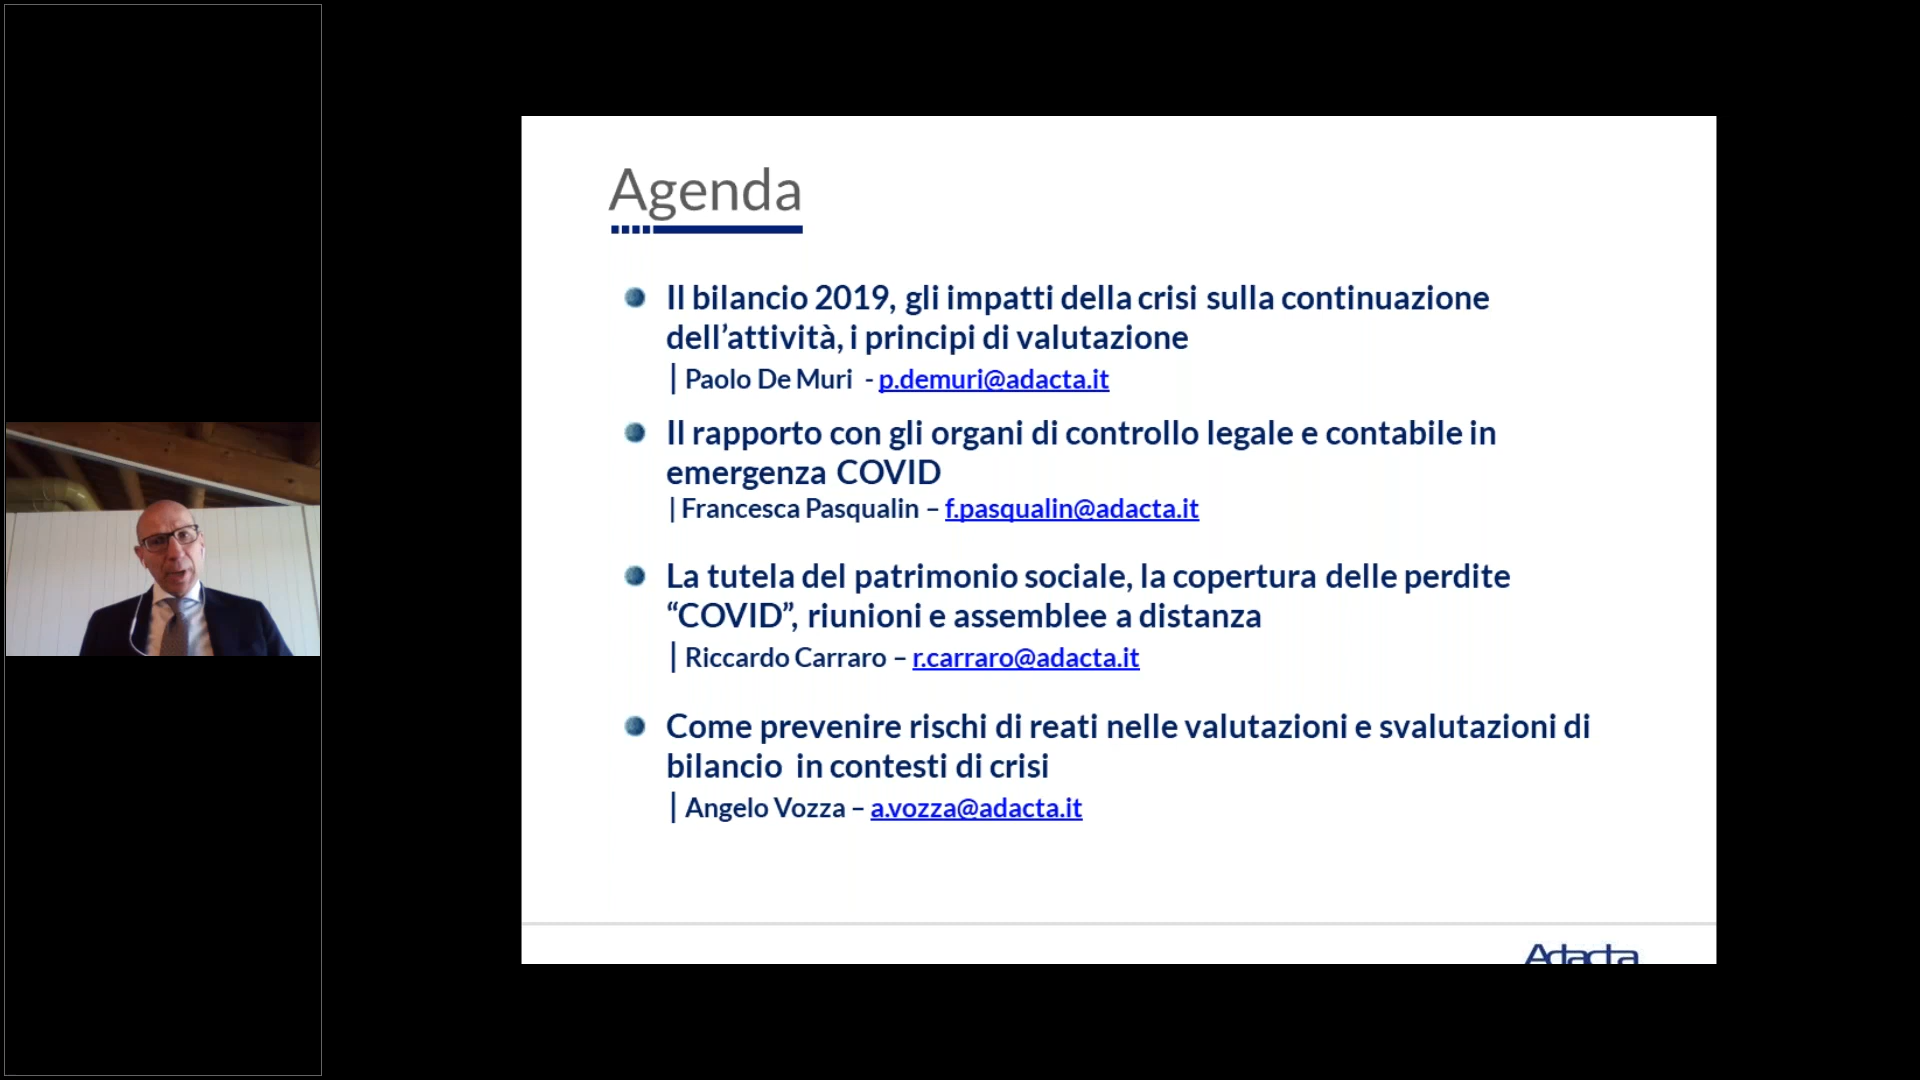 Agenda
Il bilancio 2019, gli impatti della crisi sulla continuazione
dell’attività, i principi di valutazione
| Paolo De Muri - p.demuri@adacta.it
Il rapporto con gli organi di controllo legale e contabile in
emergenza COVID
| Francesca Pasqualin – f.pasqualin@adacta.it
La tutela del patrimonio sociale, la copertura delle perdite
“COVID”, riunioni e assemblee a distanza
| Riccardo Carraro – r.carraro@adacta.it
Come prevenire rischi di reati nelle valutazioni e svalutazioni di
bilancio in contesti di crisi
| Angelo Vozza – a.vozza@adacta.it
Adacta